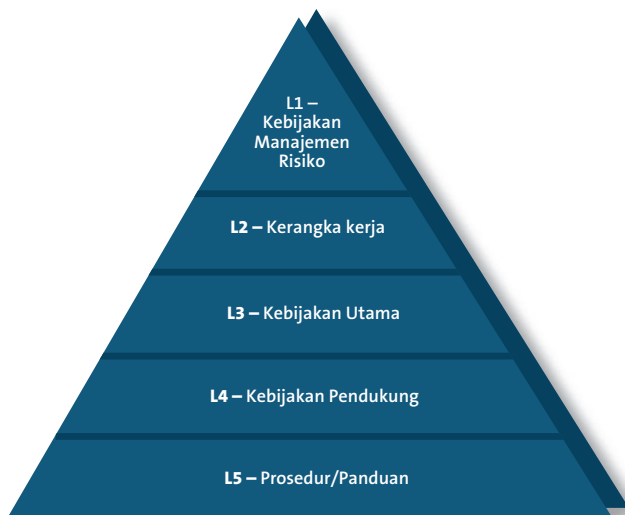 L1 –
Kebijakan
Manajemen
Risiko
L2 – Kerangka kerja
L3 – Kebijakan Utama
L4 – Kebijakan Pendukung
L5 – Prosedur/Panduan